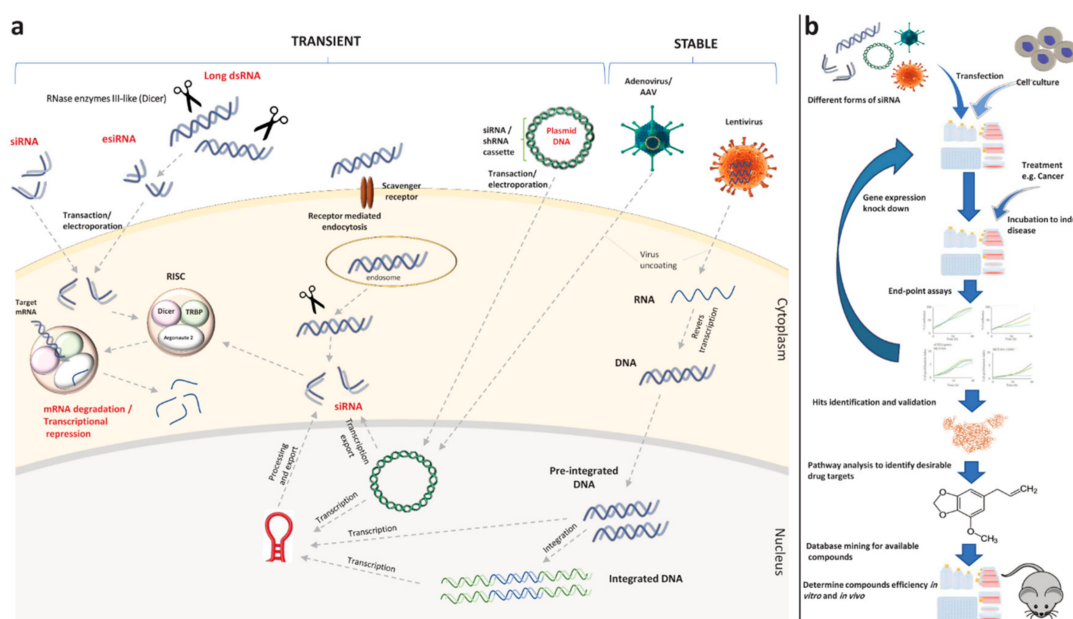 a
TRANSIENT
STABLE
Long dsRNA
RNase enzymes III-like (Dicer)
siRNA
esiRNA
Transaction/
electroporation
Scavenger
receptor
Receptor mediated
endocytosis
endosome
siRNA /
shRNA
cassette
Plasmid
DNA
Transaction/electroporation
Adenovirus/
AAV
Lentivirus
Virus
uncoating
RNA
Revers
transcription
DNA
Cytoplasm
RISC
Dicer
TRBP
Argonaute 2
Target
mRNA
mRNA degradation /
Transcriptional
repression
siRNA
Processing
and export
Transcription
export
Transcription
Transcription
Transcription
Pre-integrated
DNA
Integration
Integrated DNA
Nucleus
b
Different forms of siRNA
Transfection
Cell culture
Treatment
e.g. Cancer
Gene expression
knock down
Incubation to indu
disease
End-point assays
Hits identification and validation
Pathway analysis to identify desirable
drug targets
O
O
CH₂
O
CH₃
Database mining for available
compounds
Determine compounds efficiency in
vitro and in vivo